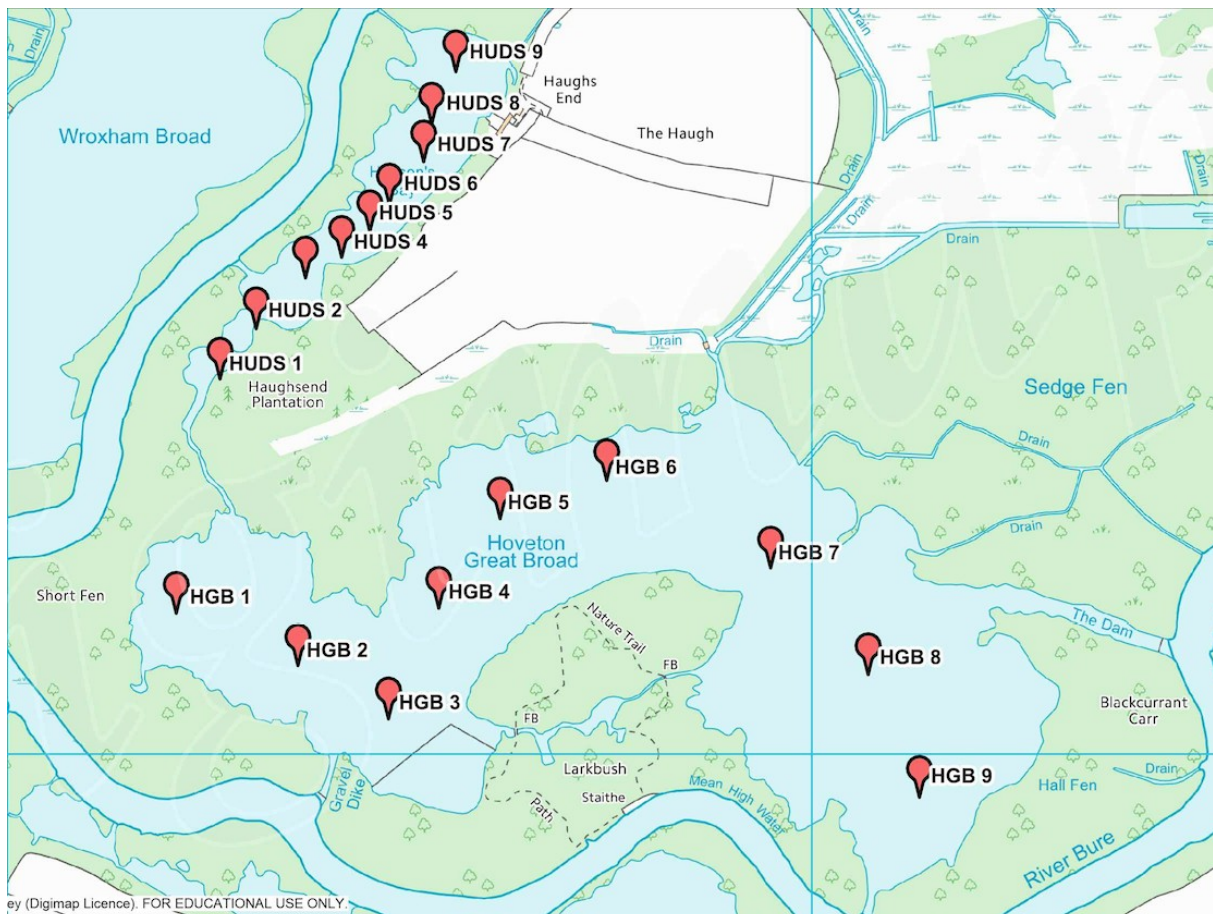 HUDS 9
Haughs
End
HUDS 8
Drain
Wroxham Broad
The Haugh
HUDS 7
Drain
HUDS 6
HUDS 5
Drain
HUDS 4
Drain
HUDS 2
Drain
HUDS 1
Haughsend
Plantation
Sedge Fen
Drain
HGB 6
HGB 5
Drain
Hoveton
Great Broad
HGB 7
Short Fen
HGB 1
HGB 4
Nature Trail
The Dam
HGB 2
HGB 8
FB
HGB 3
Blackcurrant
Carr
FB
Larkbush
Staithe
Path
Gravel
Dike
Mean High Water
HGB 9
Drain
Hall Fen
River Bure
ey (Digimap Licence). FOR EDUCATIONAL USE ONLY.